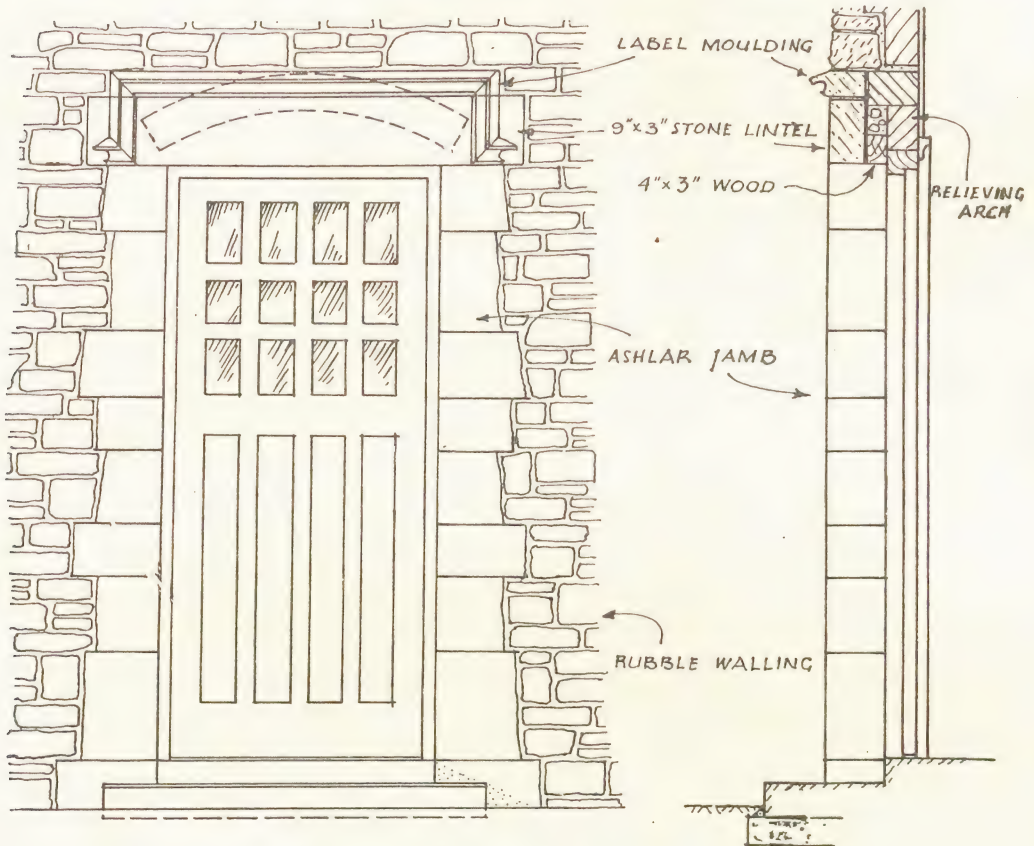 LABEL MOULDING
9"x3" STONE LINTEL
4"x3" WOOD
RELIEVING
ARCH
ASHLAR JAMB
RUBBLE WALLING